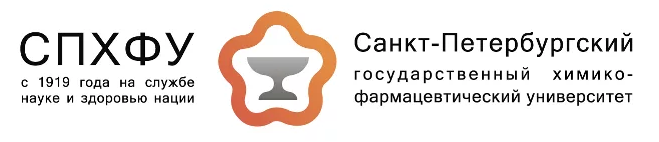 СПХФУ
с 1919 года на службе
науке и здоровью нации
Санкт-Петербургский
государственный химико-
фармацевтический университет